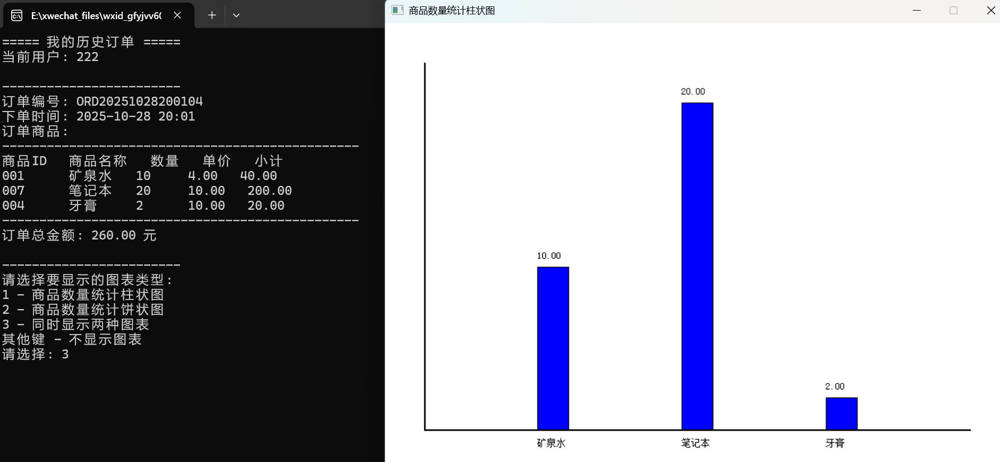 E:\xwechat_files\wxid_gfyjvv6
===== 我的历史订单 =====
当前用户: 222
------------------------
订单编号: ORD20251028200104
下单时间: 2025-10-28 20:01
订单商品:
------------------------------------------------
商品ID 商品名称 数量 单价 小计
001 矿泉水 10 4.00 40.00
007 笔记本 20 10.00 200.00
004 牙膏 2 10.00 20.00
------------------------------------------------
订单总金额: 260.00 元
------------------------
请选择要显示的图表类型:
1 - 商品数量统计柱状图
2 - 商品数量统计饼状图
3 - 同时显示两种图表
其他键 - 不显示图表
请选择: 3
商品数量统计柱状图
20.00
10.00
2.00
矿泉水 笔记本 牙膏